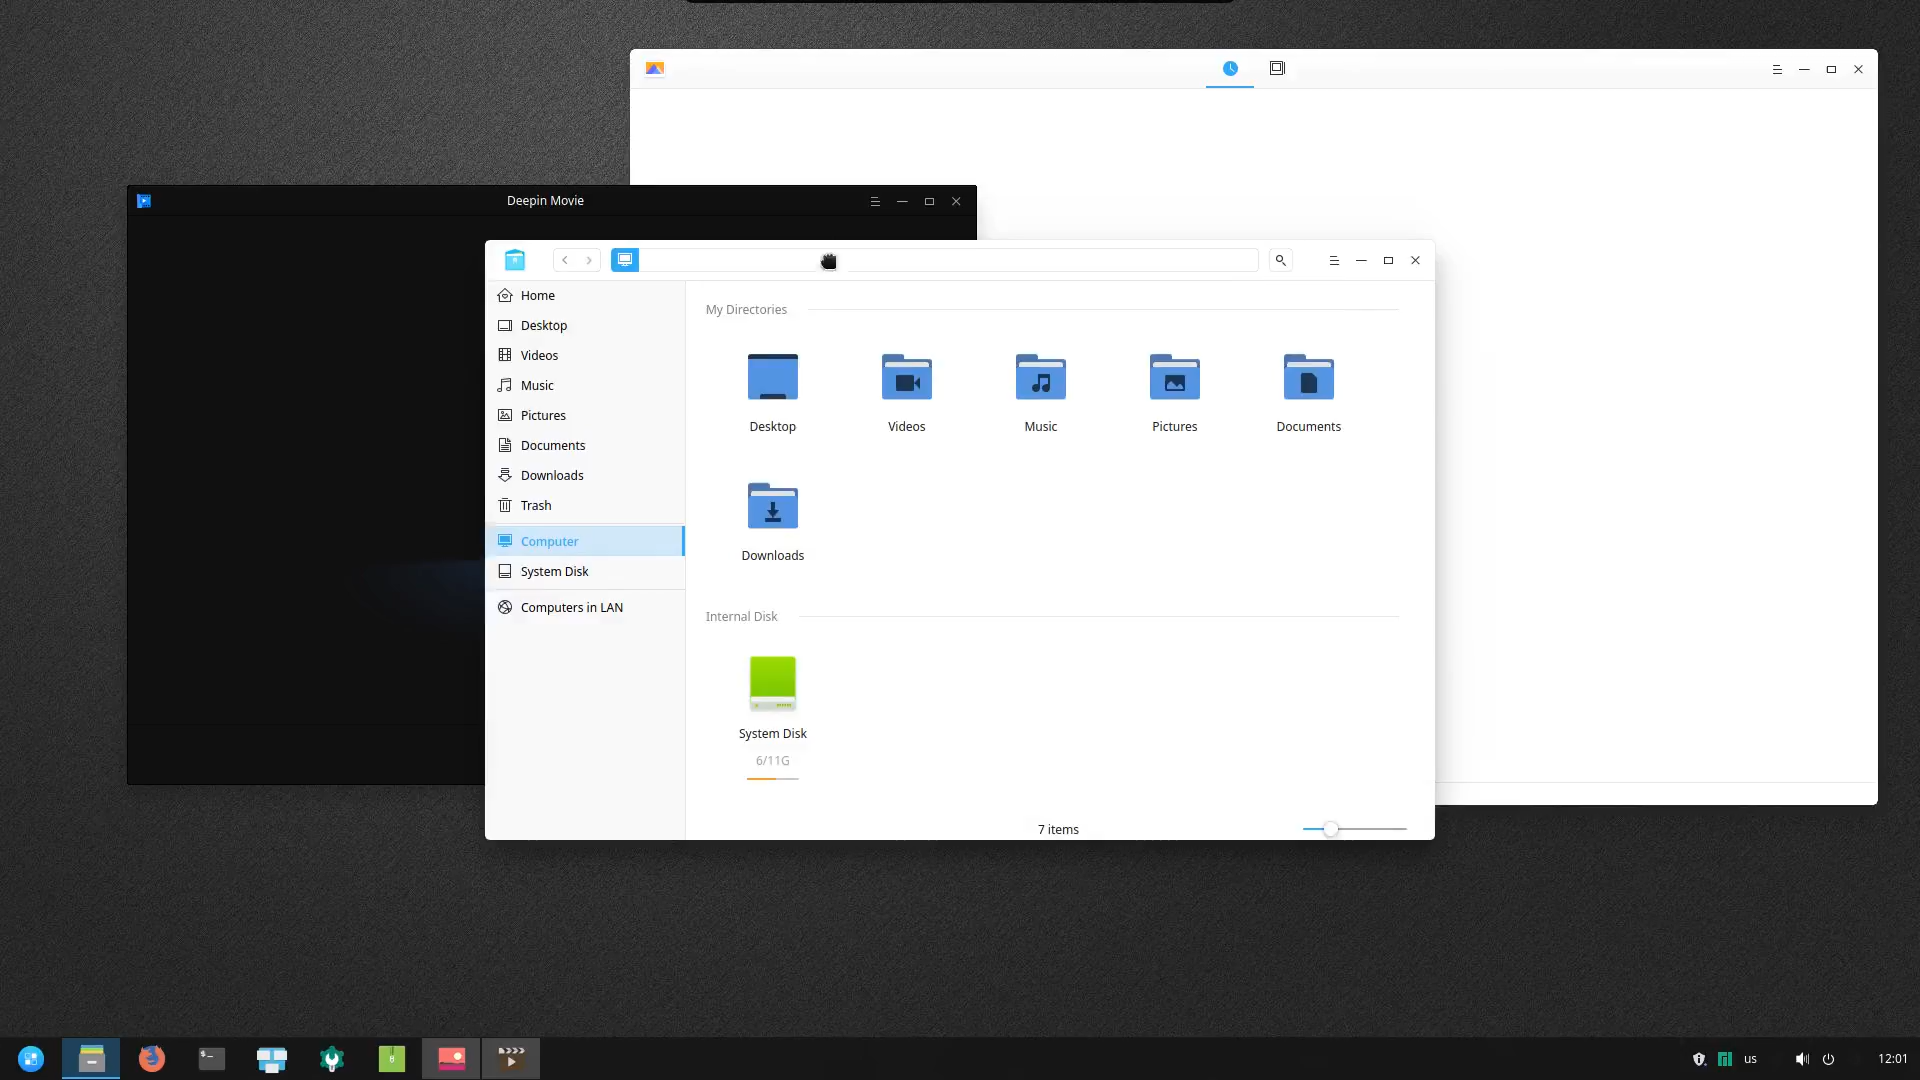 Deepin Movie
Home
Desktop
Videos
Music
Pictures
Documents
Downloads
Trash
Computer
System Disk
Computers in LAN
My Directories
Desktop
Videos
Music
Pictures
Documents
Downloads
Internal Disk
System Disk
6/11G
7 items
us
12:01